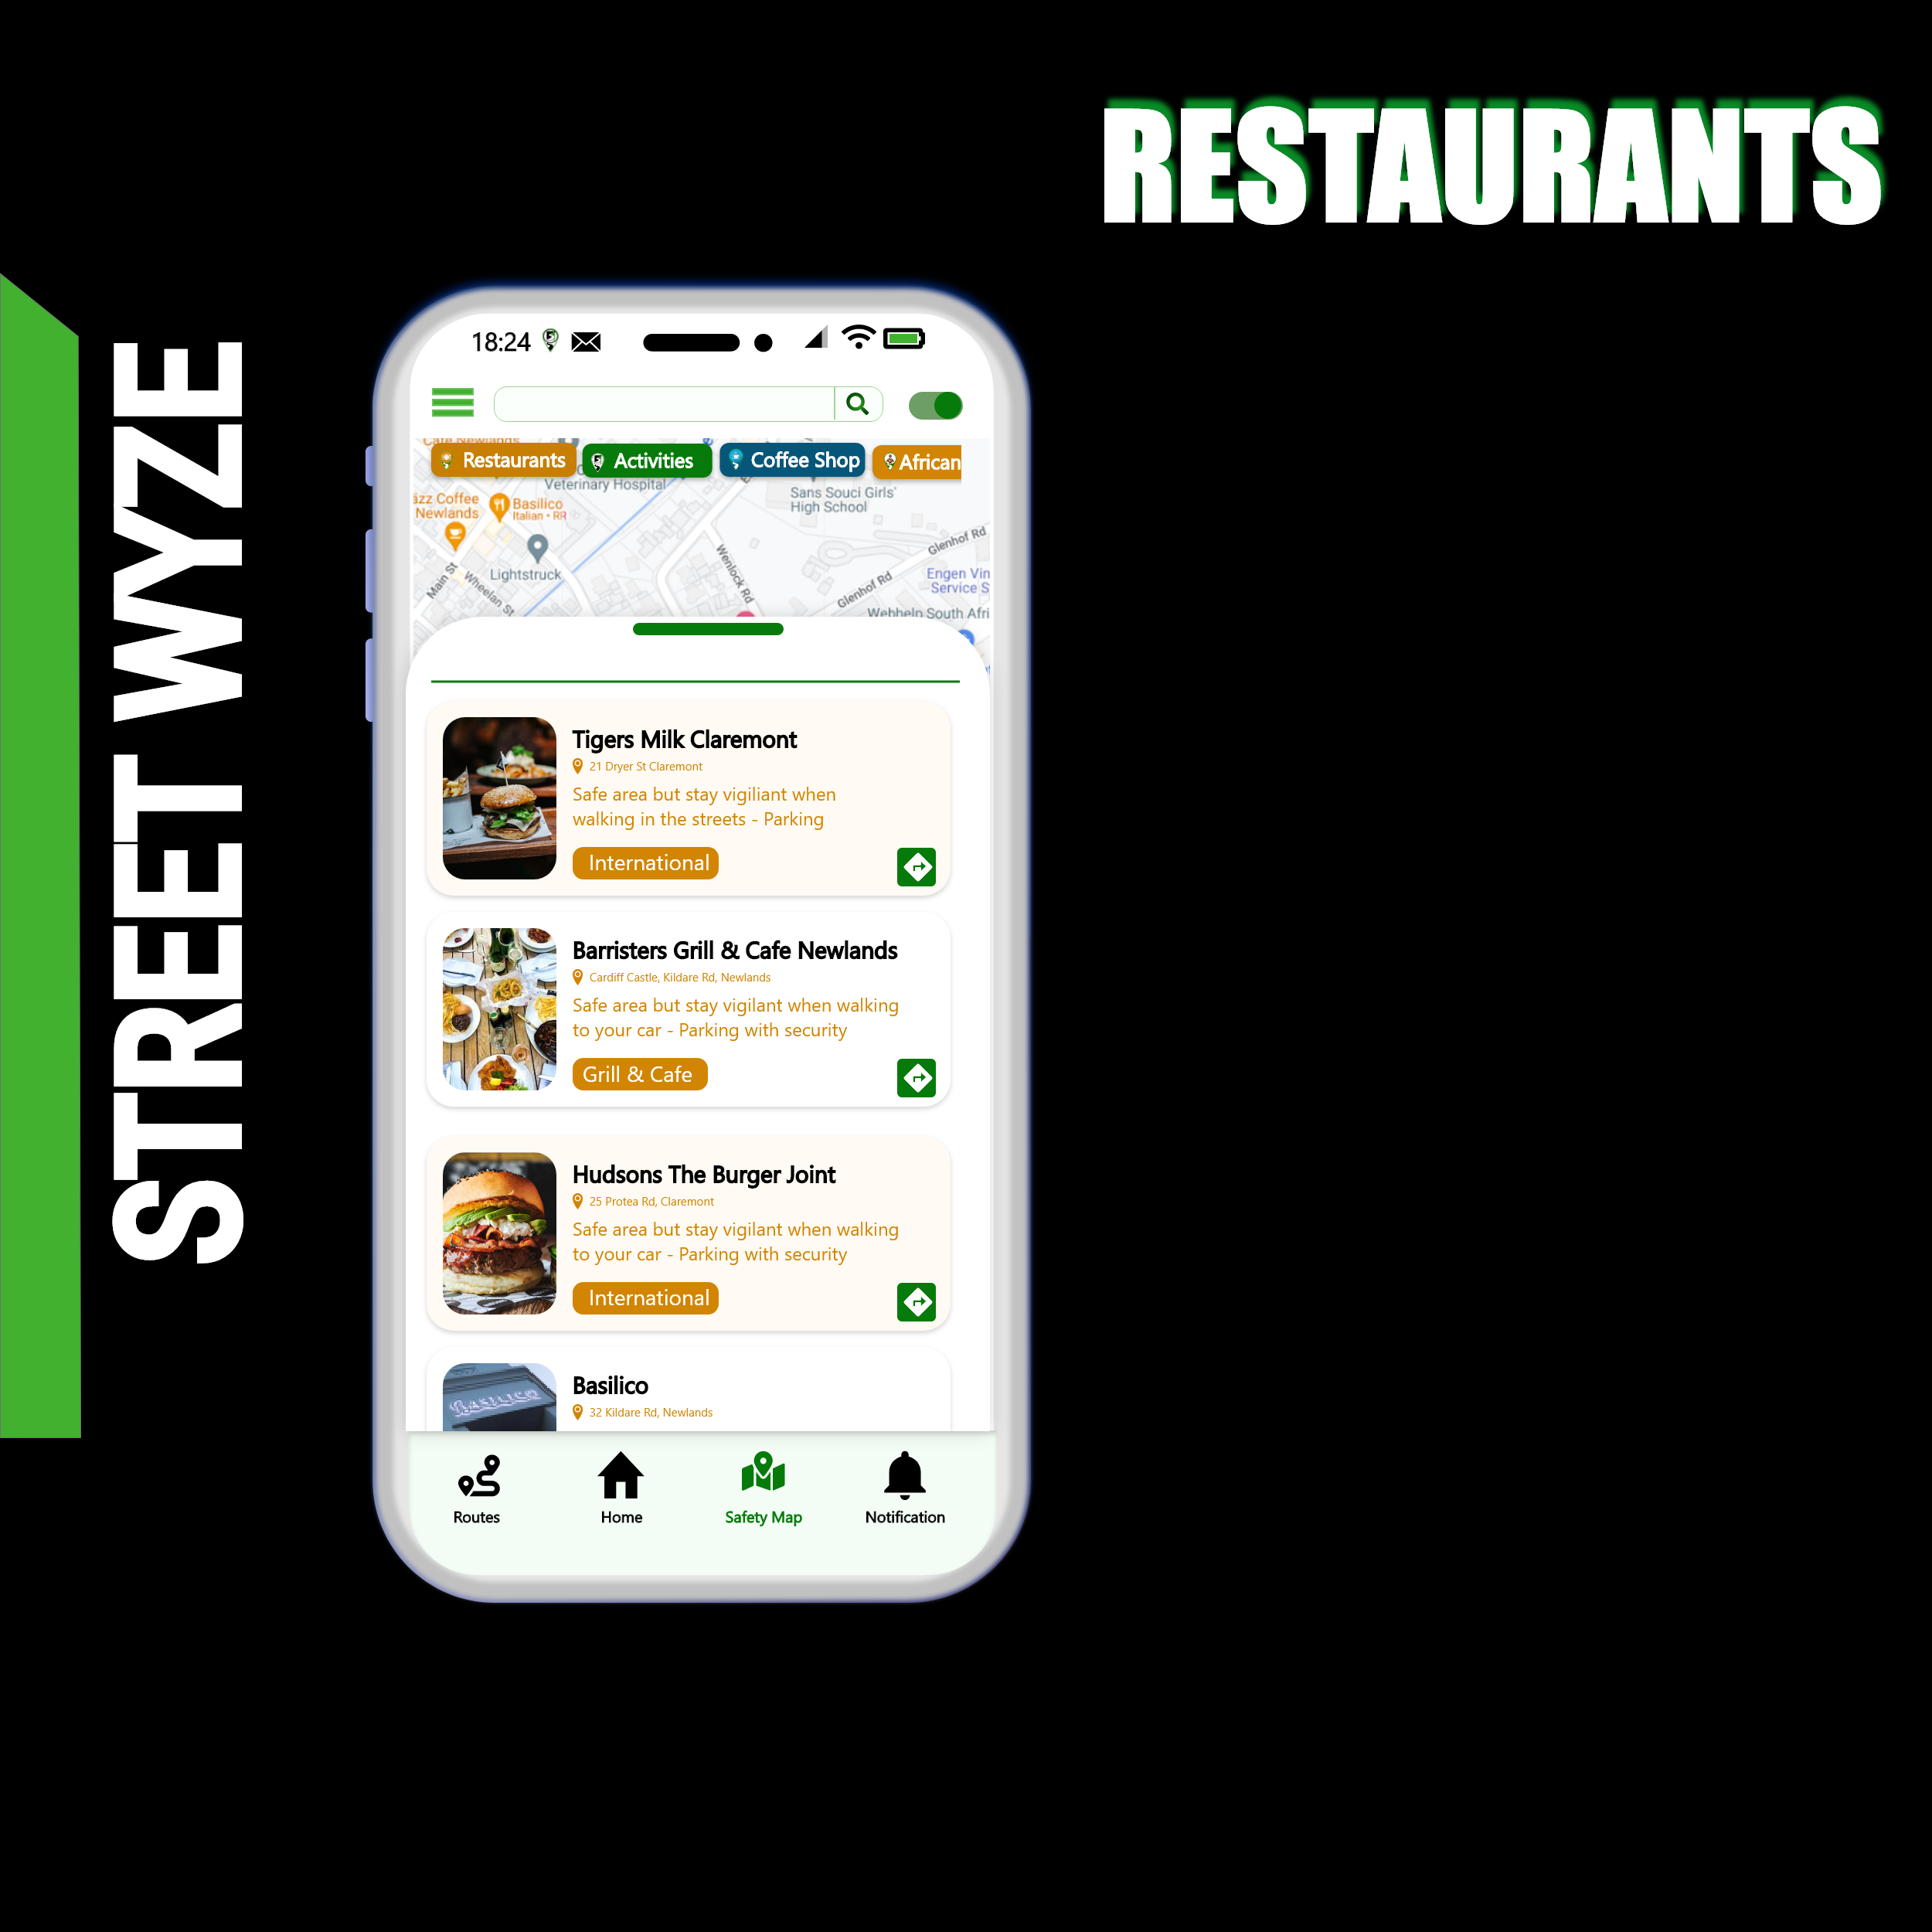 RESTAURANTS
STREET WYZE
18:24
Restaurants
Activities
Coffee Shop
African
Cafe Newlands
Veterinary Hospital
Sans Souci Girls'
High School
azz Coffee
Newlands
Basilico
Italian • RR
Lightstruck
Main St
Wheelan St
Wenlock Rd
Glenhof Rd
Glenhof Rd
Engen Vin
Service S
Webhelp South Afri
Tigers Milk Claremont
21 Dryer St Claremont
Safe area but stay vigiliant when
walking in the streets - Parking
International
Barristers Grill & Cafe Newlands
Cardiff Castle, Kildare Rd, Newlands
Safe area but stay vigilant when walking
to your car - Parking with security
Grill & Cafe
Hudsons The Burger Joint
25 Protea Rd, Claremont
Safe area but stay vigilant when walking
to your car - Parking with security
International
BASILICO
Basilico
32 Kildare Rd, Newlands
Routes
Home
Safety Map
Notification